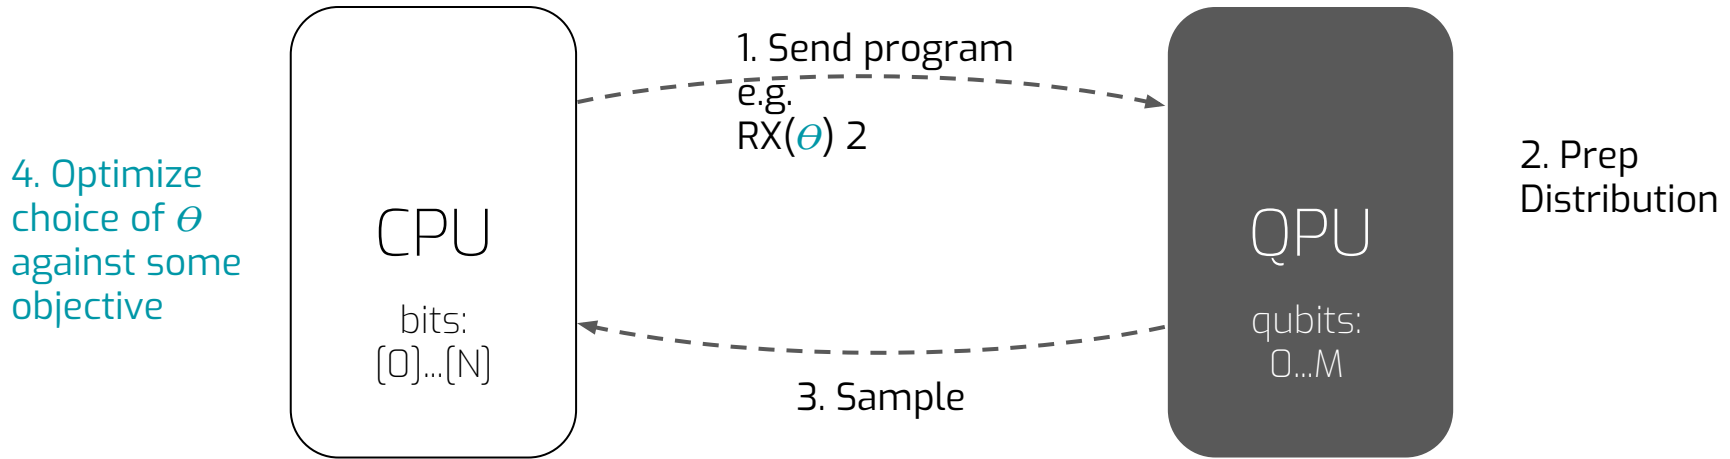 1. Send program
e.g.
RX(θ) 2
2. Prep
Distribution
3. Sample
4. Optimize
choice of θ
against some
objective
CPU
bits:
[0]...[N]
QPU
qubits:
0...M